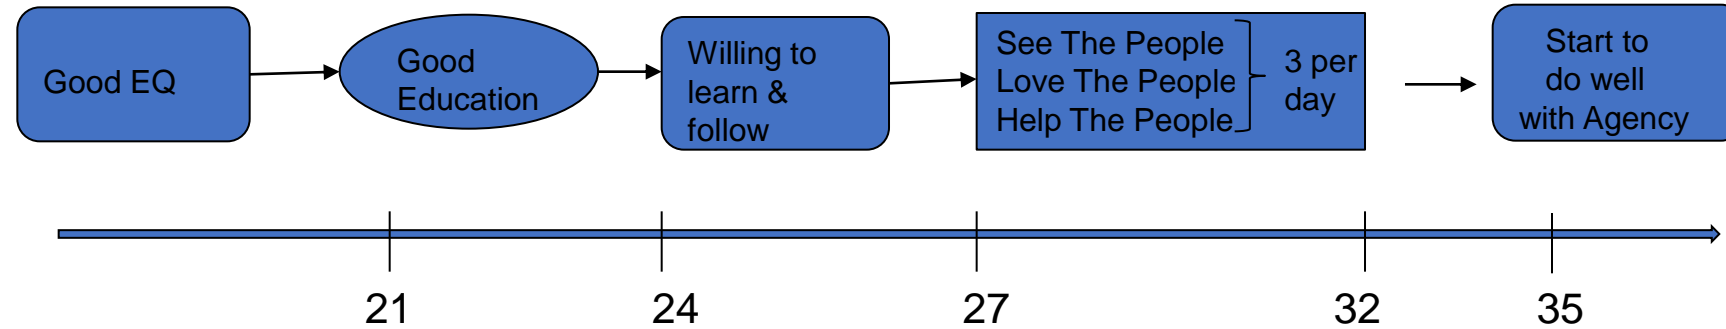 Good EQ
Good
Education
Willing to
learn &
follow
See The People
Love The People
Help The People
3 per
day
Start to
do well
with Agency
21
24
27
32
35